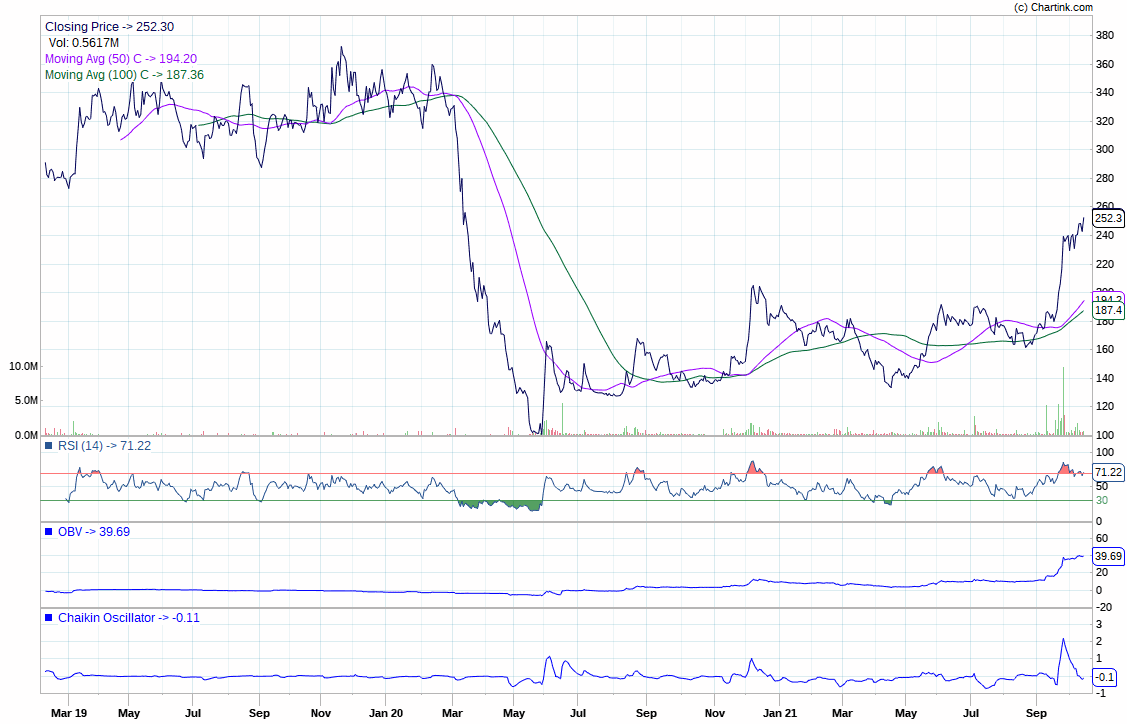 (c) Chartink.com
Closing Price -> 252.30
Vol: 0.5617M
Moving Avg (50) C -> 194.20
Moving Avg (100) C -> 187.36
380
360
340
320
300
280
260
252.3
240
220
200
194.2
187.4
180
160
140
120
100
10.0M
5.0M
0.0M
RSI (14) -> 71.22
100
71.22
50
30
0
OBV -> 39.69
60
39.69
20
0
-20
Chaikin Oscillator -> -0.11
3
2
1
-0.1
-1
Mar 19 May Jul Sep Nov Jan 20 Mar May Jul Sep Nov Jan 21 Mar May Jul Sep